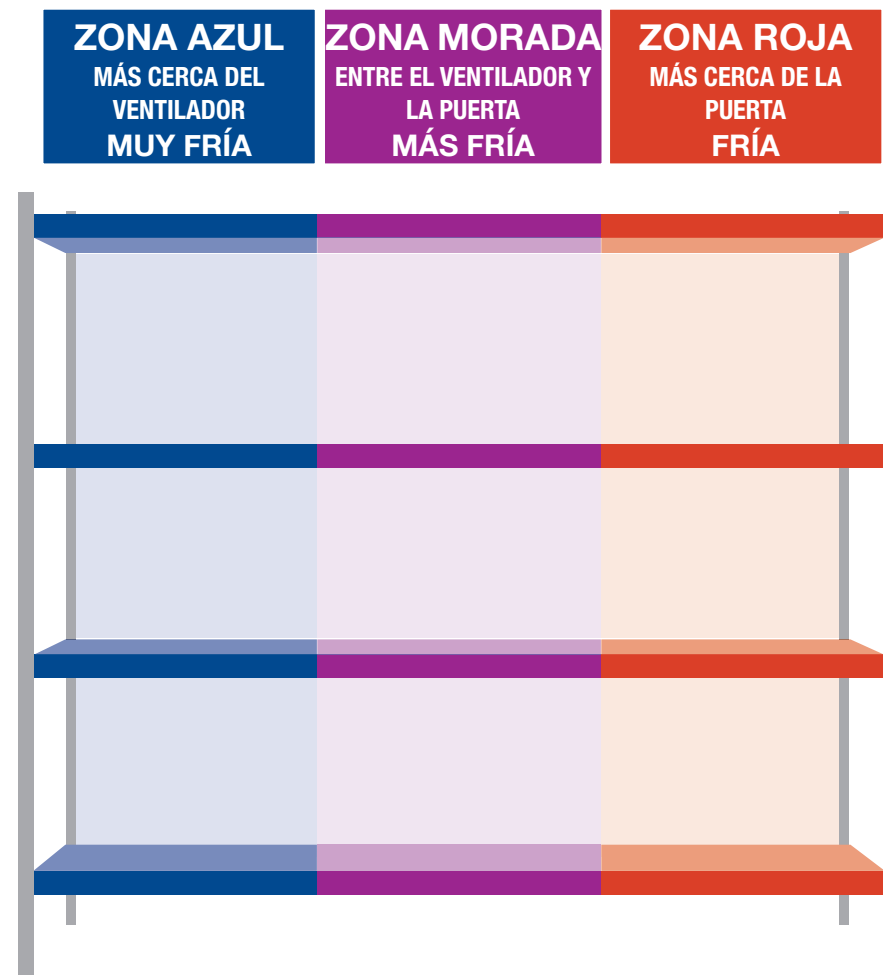 ZONA AZUL
MÁS CERCA DEL
VENTILADOR
MUY FRÍA
ZONA MORADA
ENTRE EL VENTILADOR Y
LA PUERTA
MÁS FRÍA
ZONA ROJA
MÁS CERCA DE LA
PUERTA
FRÍA